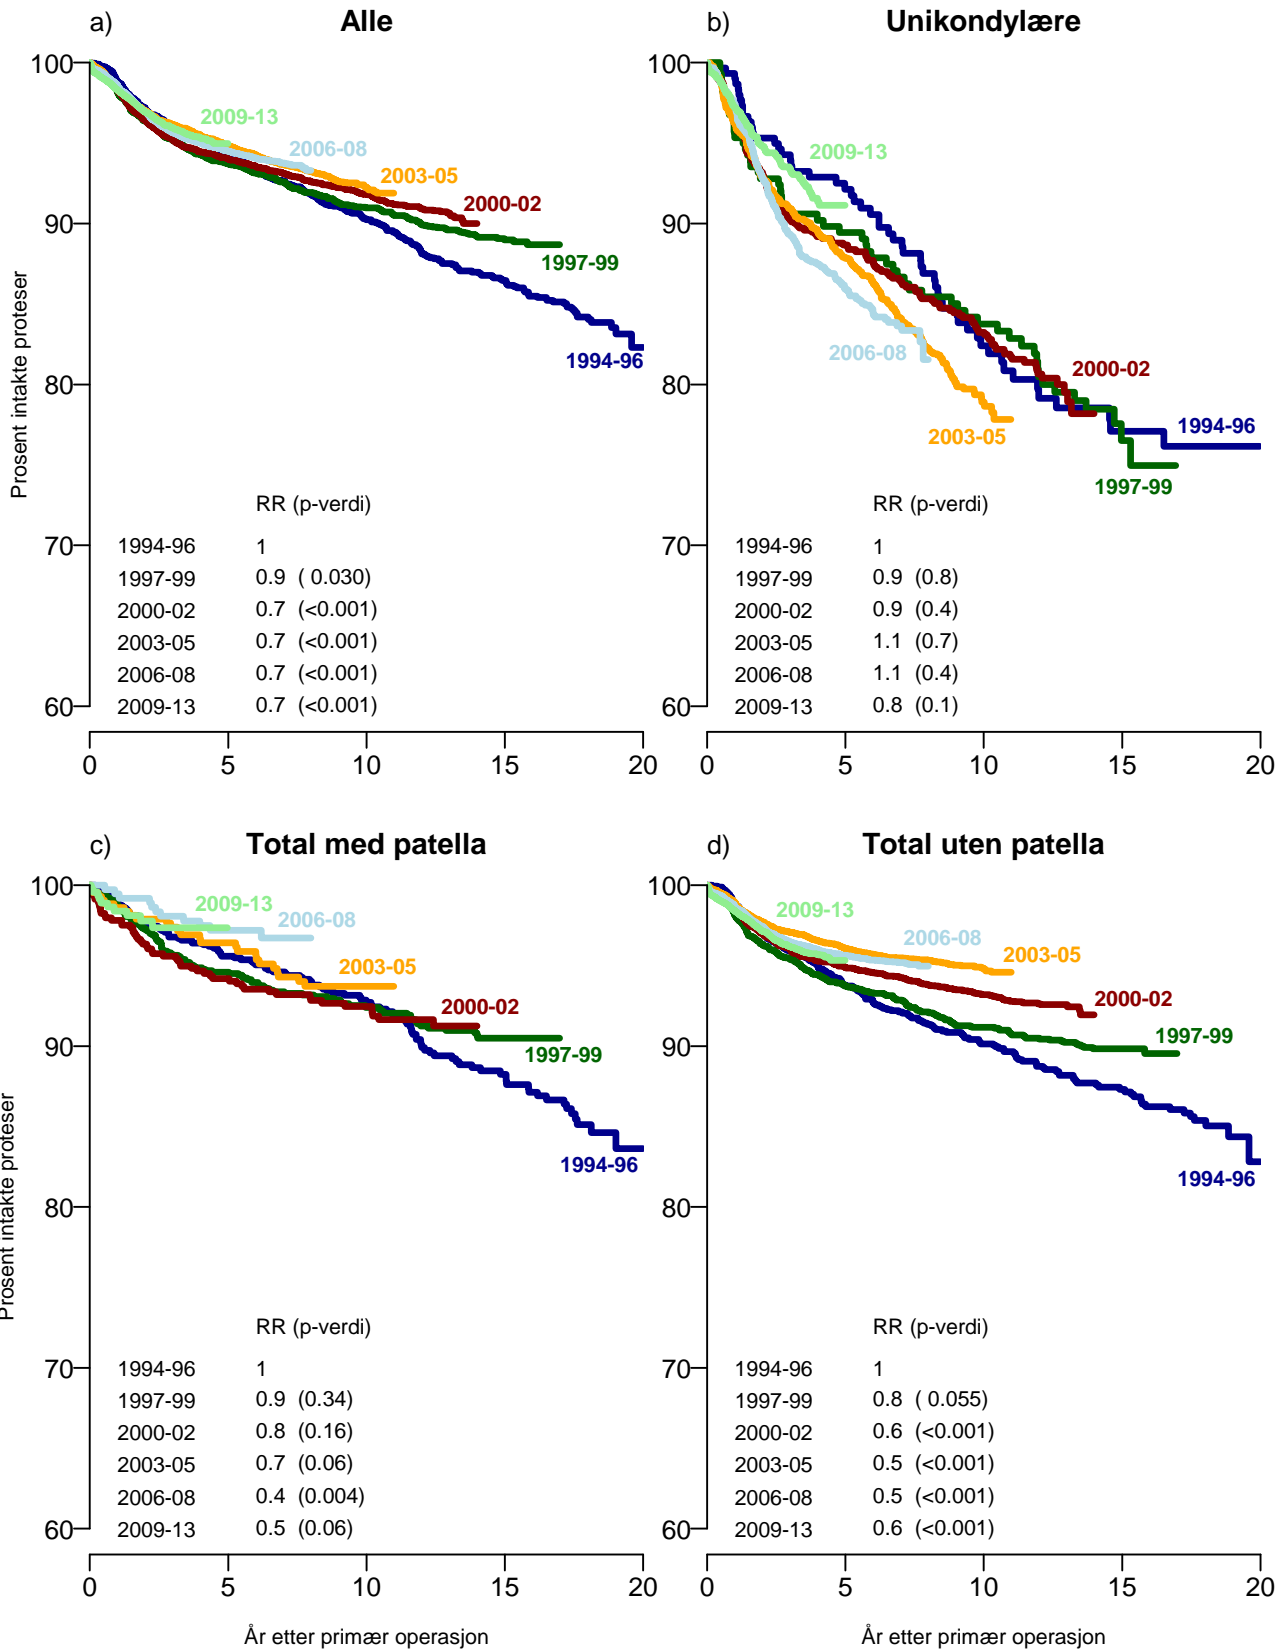 a) Alle
100
90
80
70
60
Prosent intakte proteser
2009-13
2006-08
2003-05
2000-02
1997-99
1994-96
RR (p-verdi)
1994-96 1
1997-99 0.9 ( 0.030)
2000-02 0.7 (<0.001)
2003-05 0.7 (<0.001)
2006-08 0.7 (<0.001)
2009-13 0.7 (<0.001)
0 5 10 15 20
b) Unikondylære
100
90
80
70
60
2009-13
2006-08
2003-05
2000-02
1994-96
1997-99
RR (p-verdi)
1994-96 1
1997-99 0.9 (0.8)
2000-02 0.9 (0.4)
2003-05 1.1 (0.7)
2006-08 1.1 (0.4)
2009-13 0.8 (0.1)
0 5 10 15 20
c) Total med patella
100
90
80
70
60
Prosent intakte proteser
2009-13
2006-08
2003-05
2000-02
1997-99
1994-96
RR (p-verdi)
1994-96 1
1997-99 0.9 (0.34)
2000-02 0.8 (0.16)
2003-05 0.7 (0.06)
2006-08 0.4 (0.004)
2009-13 0.5 (0.06)
0 5 10 15 20
År etter primær operasjon
d) Total uten patella
100
90
80
70
60
2009-13
2006-08
2003-05
2000-02
1997-99
1994-96
RR (p-verdi)
1994-96 1
1997-99 0.8 ( 0.055)
2000-02 0.6 (<0.001)
2003-05 0.5 (<0.001)
2006-08 0.5 (<0.001)
2009-13 0.6 (<0.001)
0 5 10 15 20
År etter primær operasjon